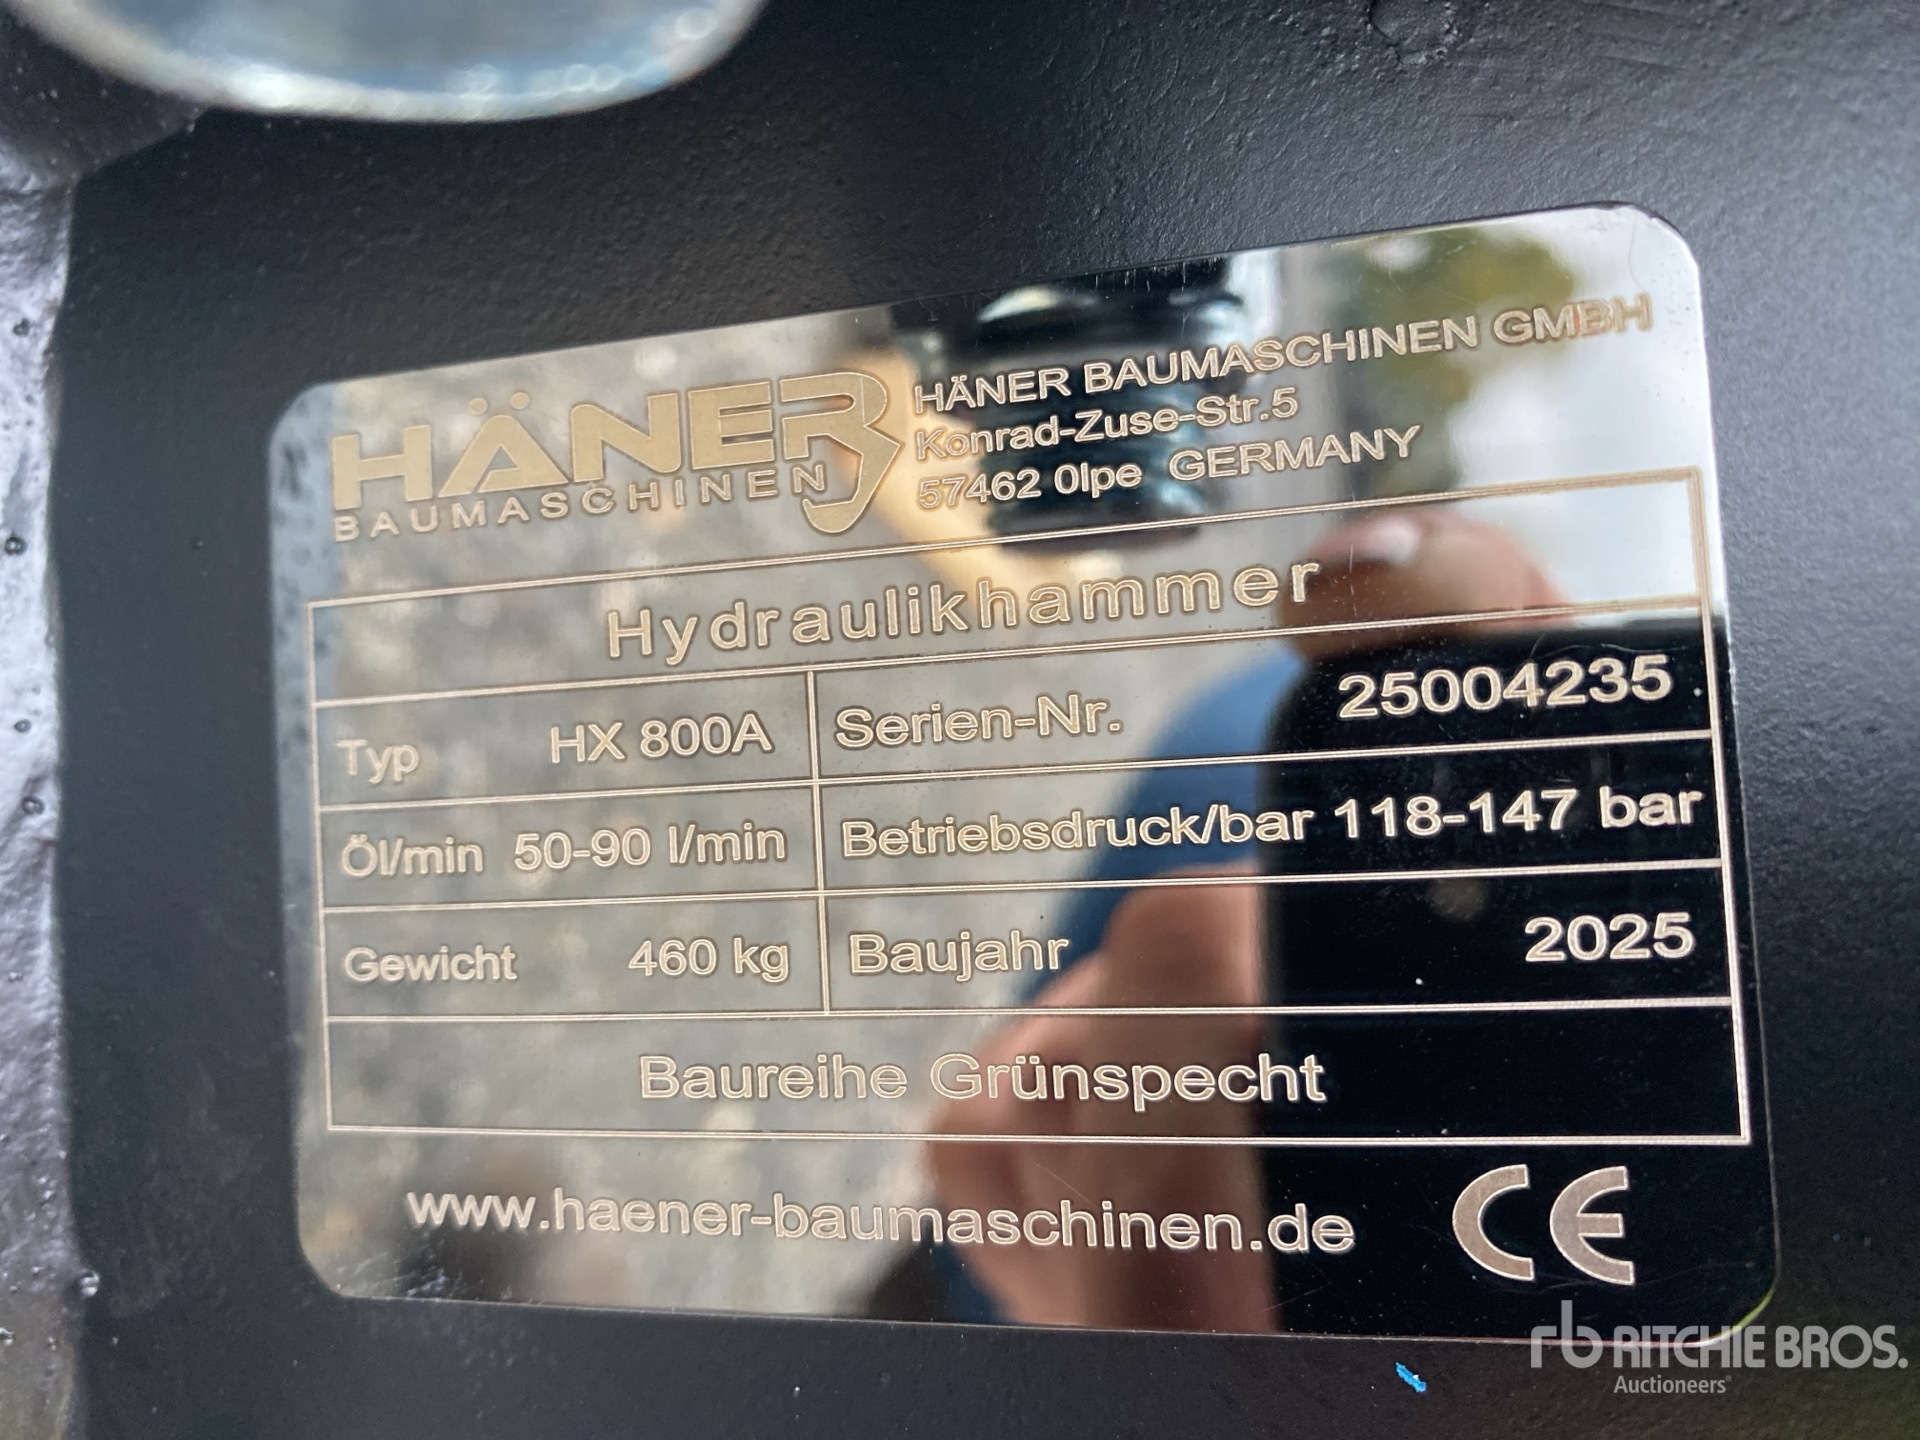 HÄNER
BAUMASCHINEN
HÄNER BAUMASCHINEN GMBH
Konrad-Zuse-Str.5
57462 Olpe GERMANY
Hydraulikhammer
Typ HX 800A Serien-Nr. 25004235
Öl/min 50-90 l/min Betriebsdruck/bar 118-147 bar
Gewicht 460 kg Baujahr 2025
Baureihe Grünspecht
www.haener-baumaschinen.de CE
rb RITCHIE BROS.
Auctioneers